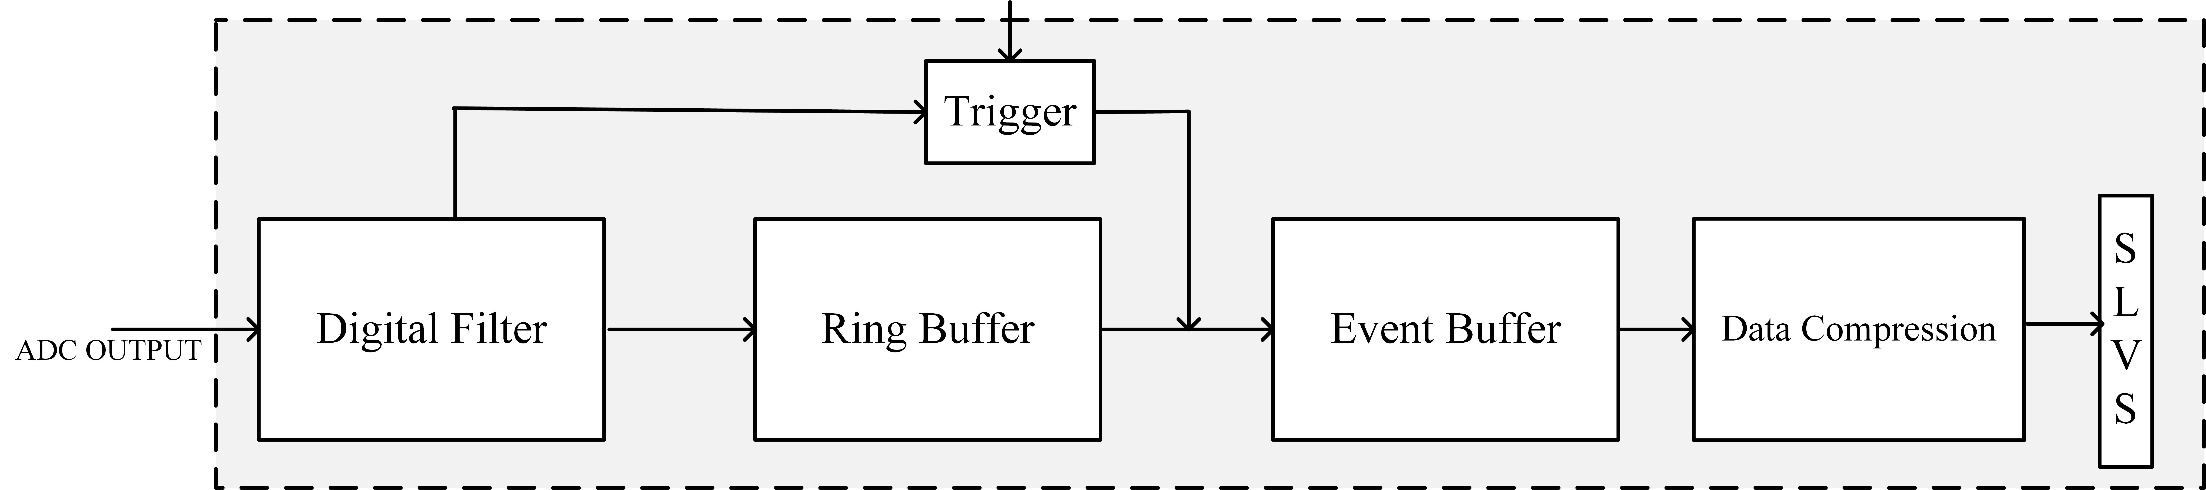 Trigger
Digital Filter
Ring Buffer
Event Buffer
Data Compression
S
L
V
S
ADC OUTPUT